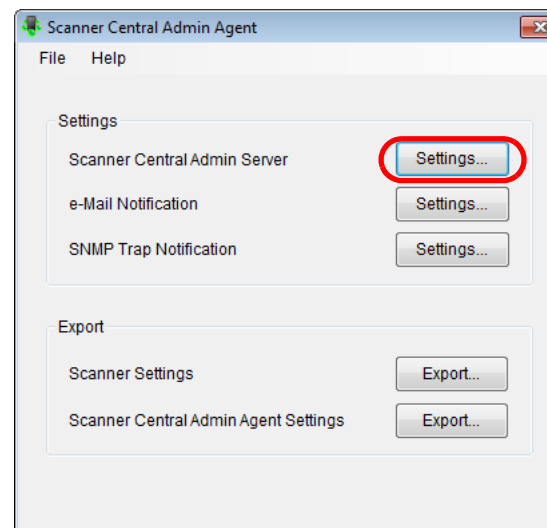 Scanner Central Admin Agent
File Help
Settings
Scanner Central Admin Server Settings...
e-Mail Notification Settings...
SNMP Trap Notification Settings...
Export
Scanner Settings Export...
Scanner Central Admin Agent Settings Export...